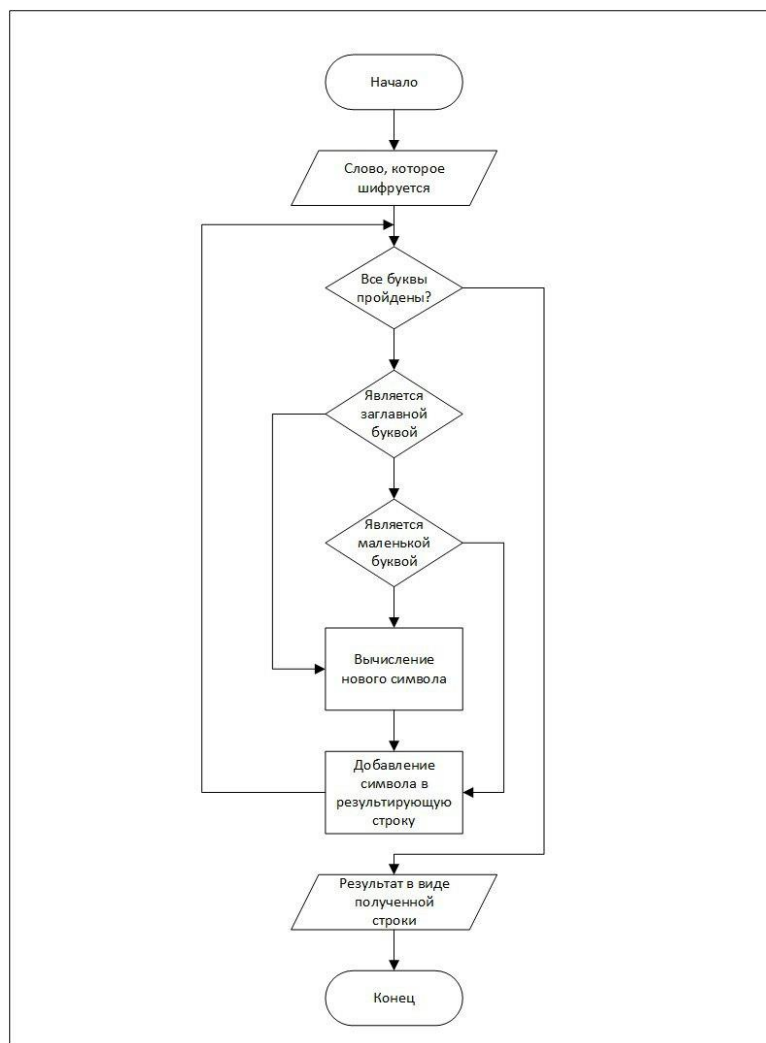 Начало
Слово, которое
шифруется
Все буквы
пройдены?
Является
заглавной
буквой
Является
маленькой
буквой
Вычисление
нового символа
Добавление
символа в
результирующую
строку
Результат в виде
полученной
строки
Конец